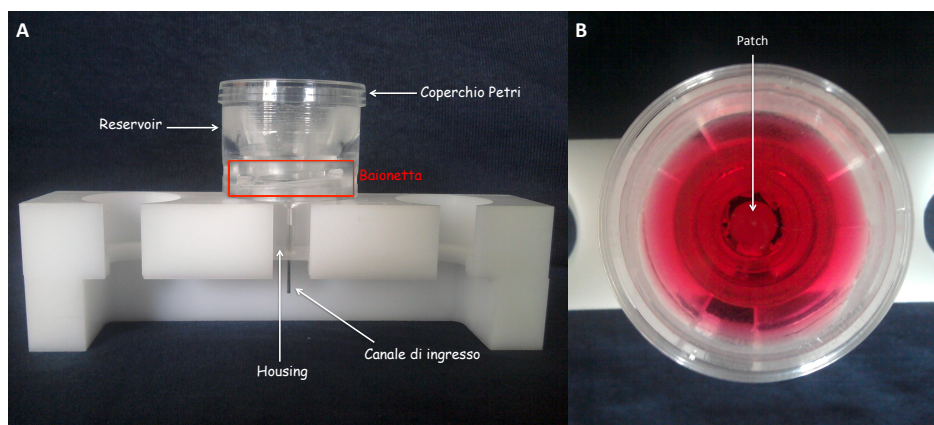 A
B
Patch
Coperchio Petri
Reservoir
Baionetta
Canale di ingresso
Housing